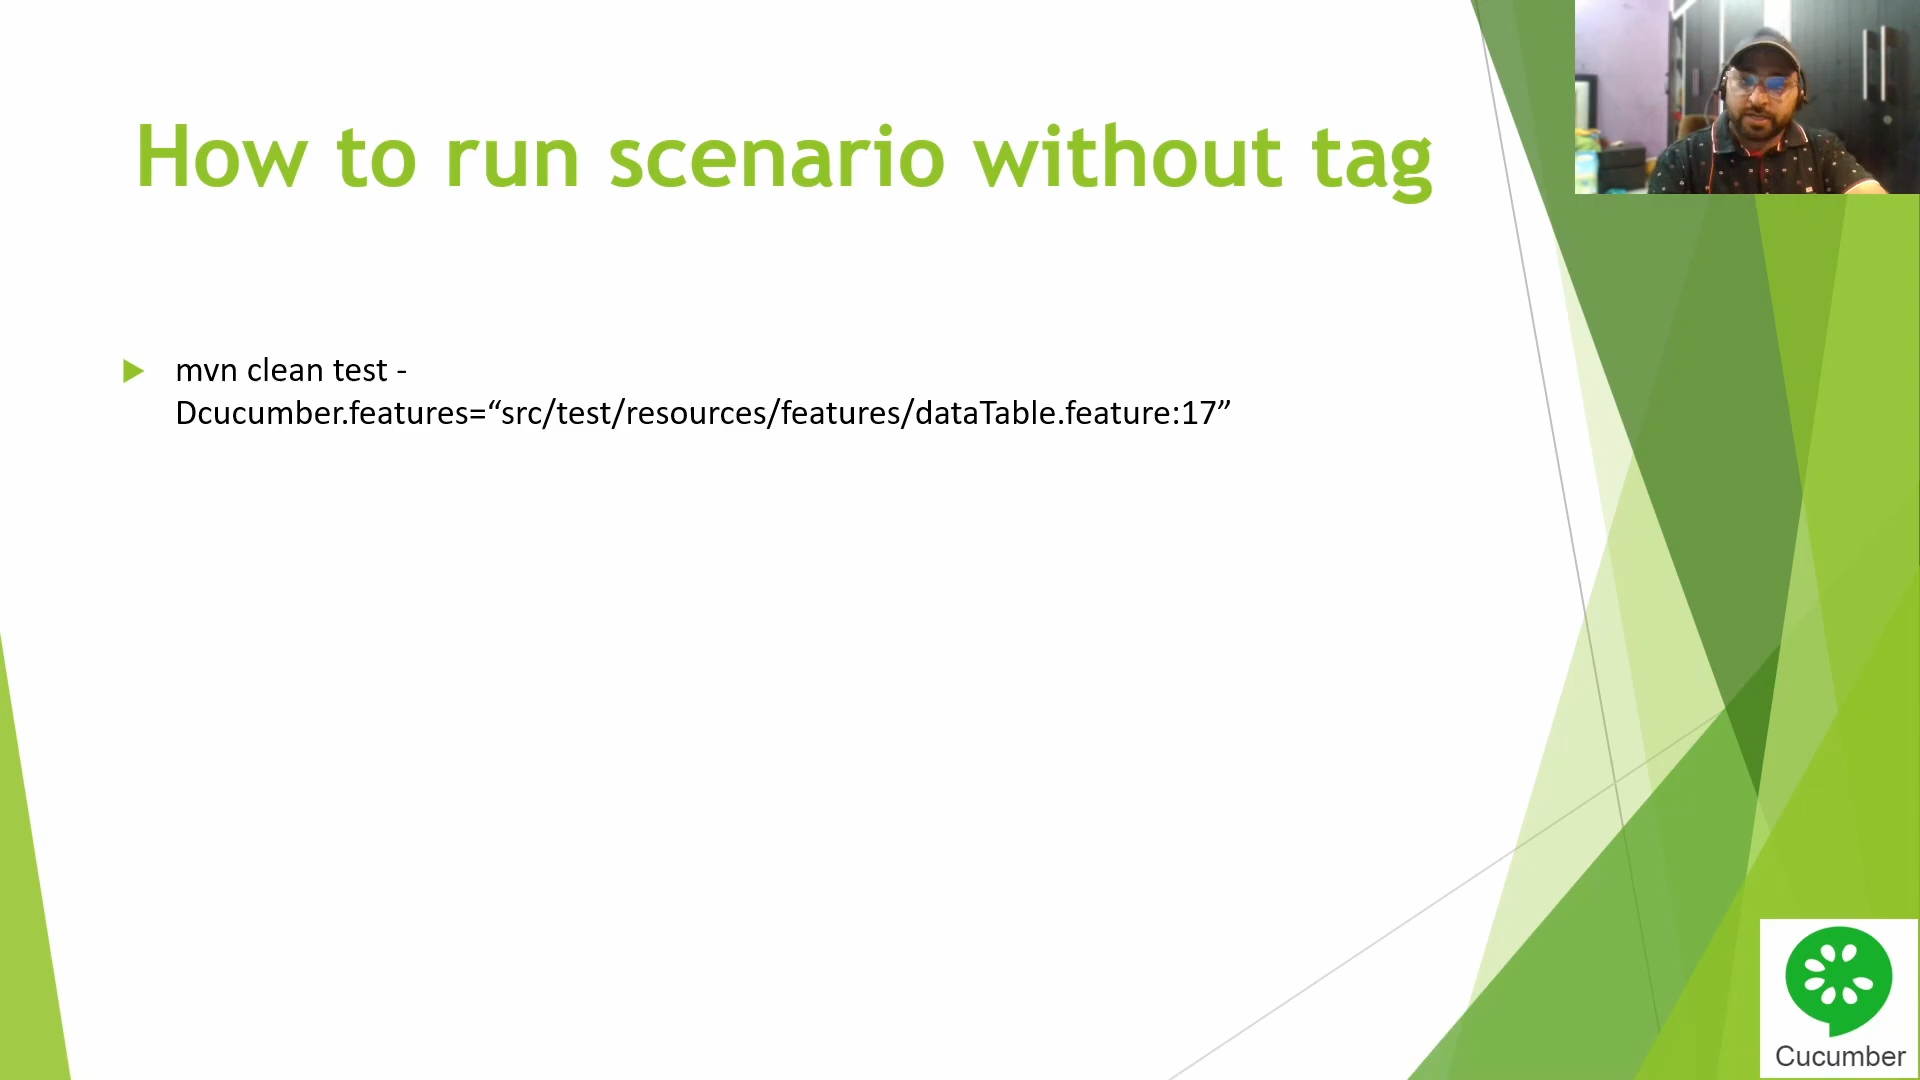 How to run scenario without tag
mvn clean test -
Dcucumber.features=“src/test/resources/features/dataTable.feature:17”
Cucumber